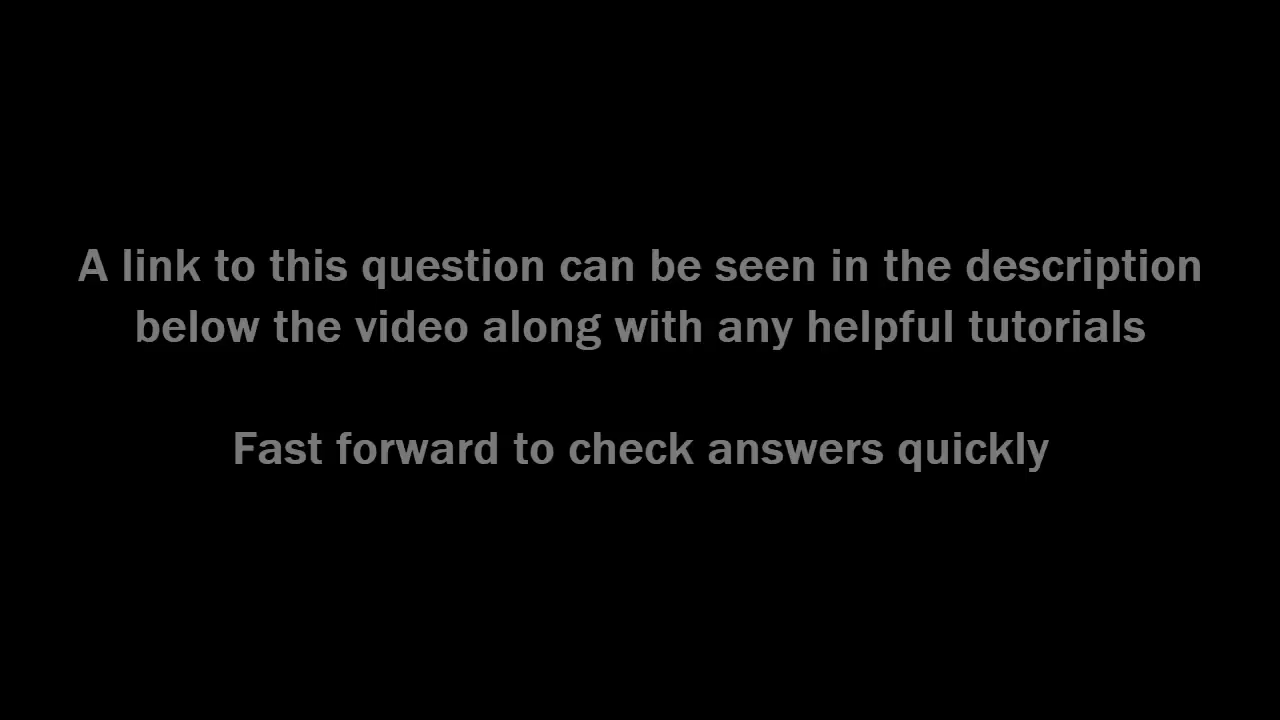 A link to this question can be seen in the description
below the video along with any helpful tutorials
Fast forward to check answers quickly